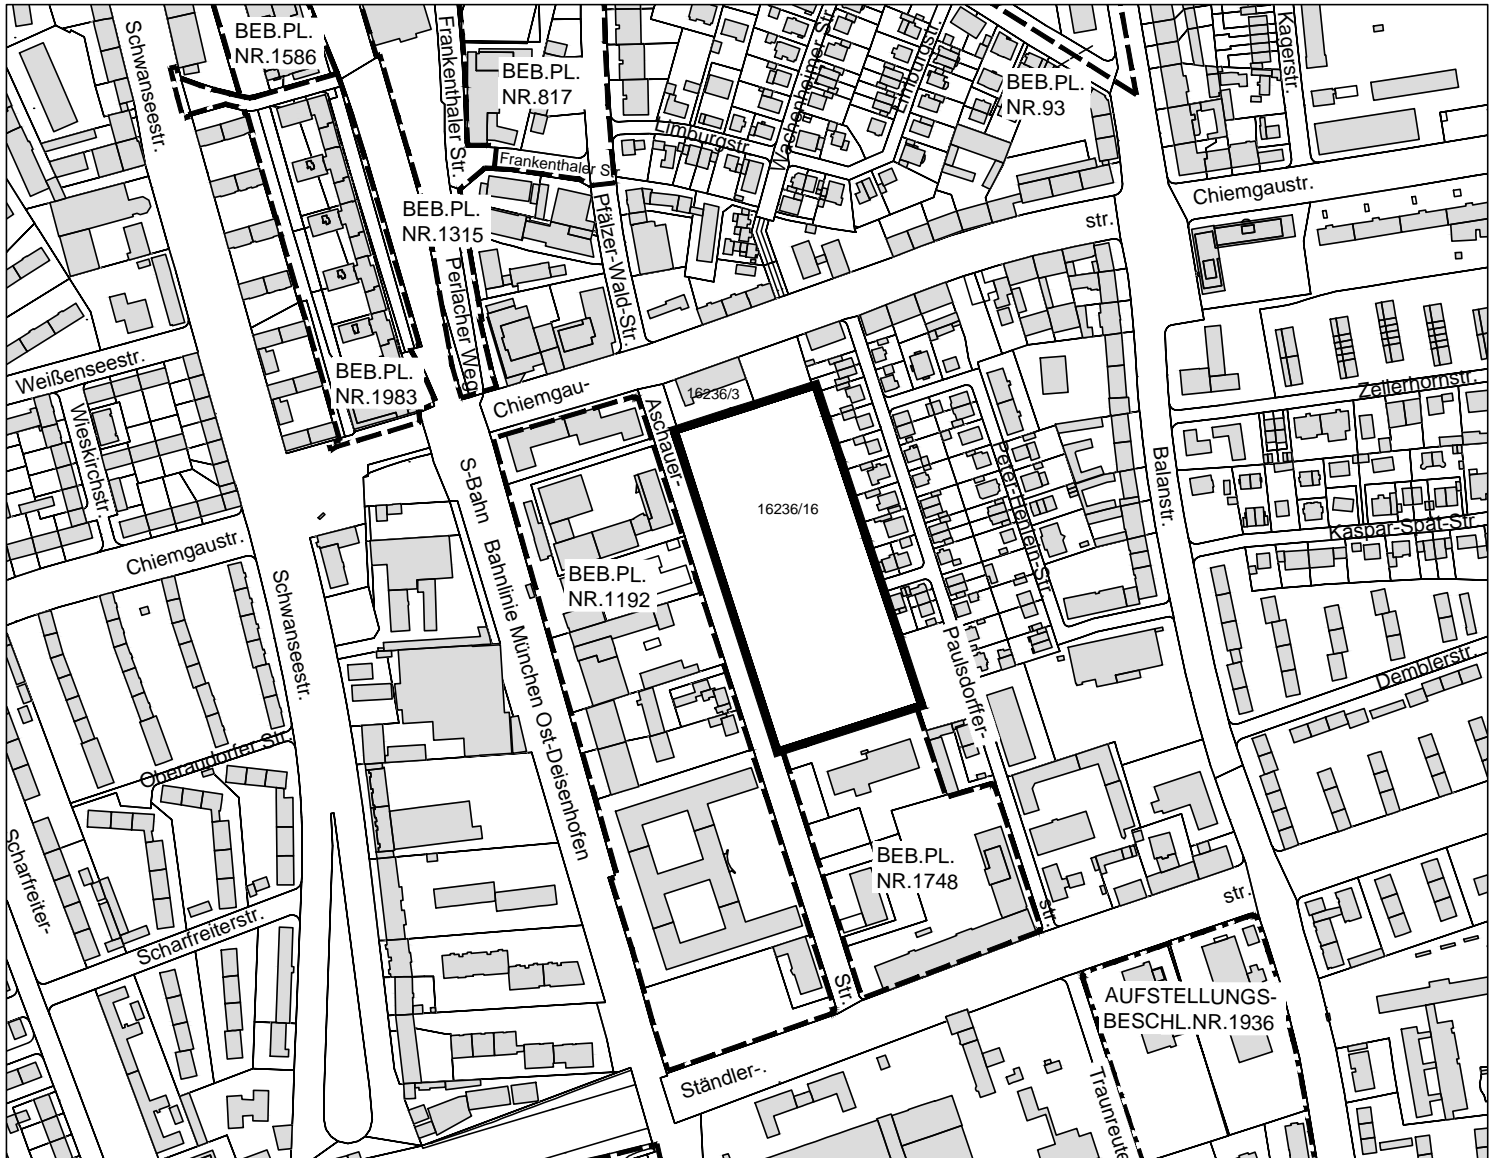 Schwanseestr.
BEB.PL.
NR.1586
Frankenthaler Str.
BEB.PL.
NR.817
Wachenheimer Str.
Limburgstr.
BEB.PL.
NR.93
Kagerstr.
Limburgstr.
Frankenthaler Str.
Chiemgaustr.
BEB.PL.
NR.1315
Pfälzer-Wald-Str.
str.
Perlacher Weg
Weißenseestr.
BEB.PL.
NR.1983
Chiemgau-
16236/3
Zellerhornstr.
Wieskirchstr.
Aschauer-
S-Bahn Bahnlinie München Ost-Deisenhofen
16236/16
Balanstr.
Kaspar-Spät-Str.
Chiemgaustr.
Schwanseestr.
BEB.PL.
NR.1192
Paulsdorffer-
Demblerstr.
Oberaudorfer Str.
Scharfreiter-
BEB.PL.
NR.1748
str.
str.
Scharfreiterstr.
Str.
AUFSTELLUNGS-
BESCHL.NR.1936
Ständler-.
Traunreute